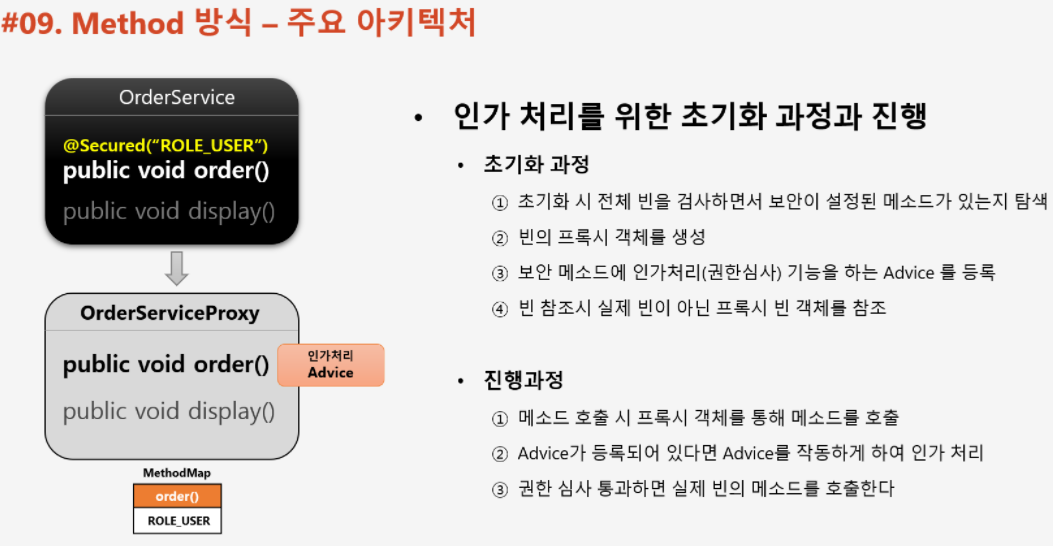 #09. Method 방식 – 주요 아키텍처
OrderService
@Secured(“ROLE_USER”)
public void order()
public void display()
OrderServiceProxy
public void order()
인가처리
Advice
public void display()
MethodMap
order()
ROLE_USER
• 인가 처리를 위한 초기화 과정과 진행
• 초기화 과정
① 초기화 시 전체 빈을 검사하면서 보안이 설정된 메소드가 있는지 탐색
② 빈의 프록시 객체를 생성
③ 보안 메소드에 인가처리(권한심사) 기능을 하는 Advice 를 등록
④ 빈 참조시 실제 빈이 아닌 프록시 빈 객체를 참조
• 진행과정
① 메소드 호출 시 프록시 객체를 통해 메소드를 호출
② Advice가 등록되어 있다면 Advice를 작동하게 하여 인가 처리
③ 권한 심사 통과하면 실제 빈의 메소드를 호출한다